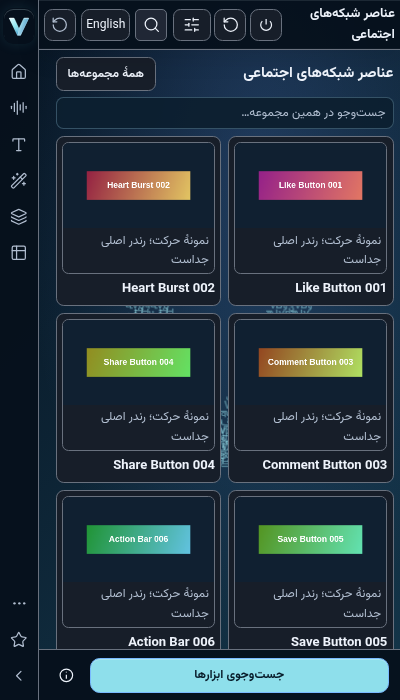 عناصر شبکه‌های
اجتماعی
English
عناصر شبکه‌های اجتماعی
همهٔ مجموعه‌ها
جست‌وجو در همین مجموعه…
Like Button 001
نمونهٔ حرکت؛ رندر اصلی
جداست
Like Button 001
Heart Burst 002
نمونهٔ حرکت؛ رندر اصلی
جداست
Heart Burst 002
Comment Button 003
نمونهٔ حرکت؛ رندر اصلی
جداست
Comment Button 003
Share Button 004
نمونهٔ حرکت؛ رندر اصلی
جداست
Share Button 004
Save Button 005
نمونهٔ حرکت؛ رندر اصلی
جداست
Save Button 005
Action Bar 006
نمونهٔ حرکت؛ رندر اصلی
جداست
Action Bar 006
جست‌وجوی ابزارها